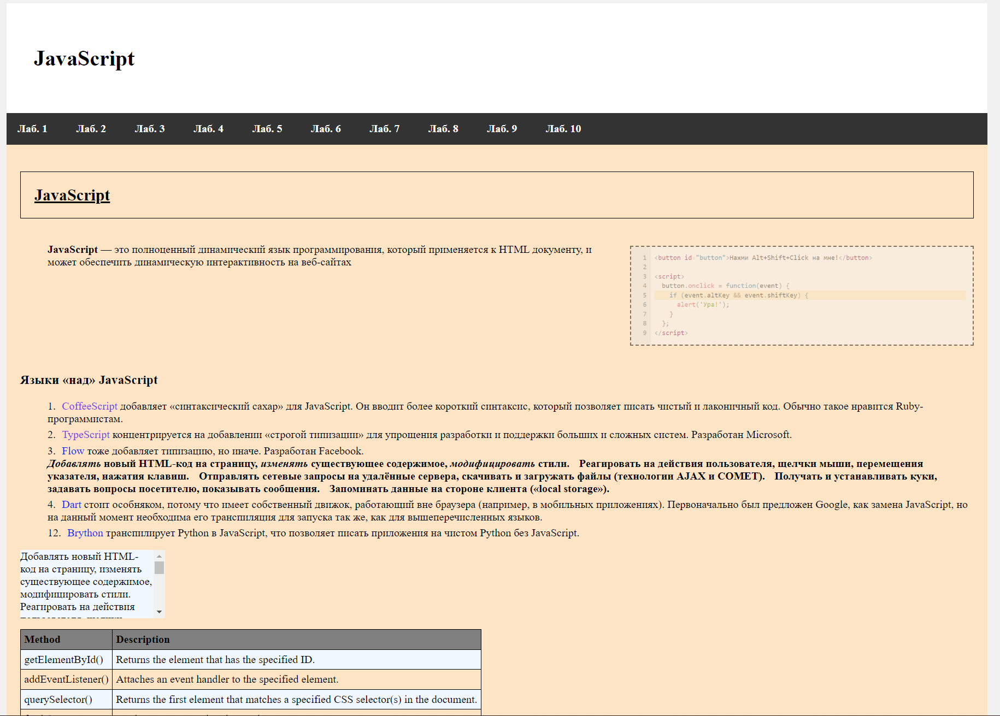 JavaScript
Лаб. 1 Лаб. 2 Лаб. 3 Лаб. 4 Лаб. 5 Лаб. 6 Лаб. 7 Лаб. 8 Лаб. 9 Лаб. 10
JavaScript
JavaScript — это полноценный динамический язык программирования, который применяется к HTML документу, и
может обеспечить динамическую интерактивность на веб-сайтах
1 <button id="button">Нажми Alt+Shift+Click на мне!</button>
2
3 <script>
4 button.onclick = function(event) {
5 if (event.altKey && event.shiftKey) {
6 alert('Ура!');
7 }
8 };
9 </script>
Языки «над» JavaScript
1. CoffeeScript добавляет «синтаксический сахар» для JavaScript. Он вводит более короткий синтаксис, который позволяет писать чистый и лаконичный код. Обычно такое нравится Ruby-
программистам.
2. TypeScript концентрируется на добавлении «строгой типизации» для упрощения разработки и поддержки больших и сложных систем. Разработан Microsoft.
3. Flow тоже добавляет типизацию, но иначе. Разработан Facebook.
Добавлять новый HTML-код на страницу, изменять существующее содержимое, модифицировать стили. Реагировать на действия пользователя, щелчки мыши, перемещения
указателя, нажатия клавиш. Отправлять сетевые запросы на удалённые сервера, скачивать и загружать файлы (технологии AJAX и COMET). Получать и устанавливать куки,
задавать вопросы посетителю, показывать сообщения. Запоминать данные на стороне клиента («local storage»).
4. Dart стоит особняком, потому что имеет собственный движок, работающий вне браузера (например, в мобильных приложениях). Первоначально был предложен Google, как замена JavaScript, но
на данный момент необходима его транспиляция для запуска так же, как для вышеперечисленных языков.
12. Brython транспилирует Python в JavaScript, что позволяет писать приложения на чистом Python без JavaScript.
Добавлять новый HTML-
код на страницу, изменять
существующее содержимое,
модифицировать стили.
Реагировать на действия
Method Description
getElementById() Returns the element that has the specified ID.
addEventListener() Attaches an event handler to the specified element.
querySelector() Returns the first element that matches a specified CSS selector(s) in the document.